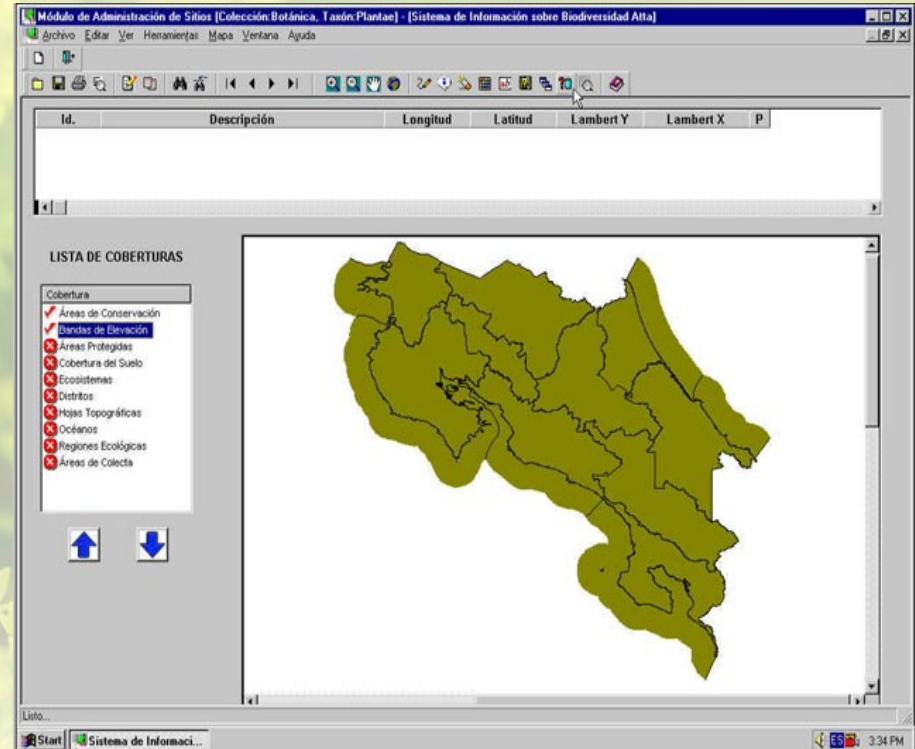 Módulo de Administración de Sitios [Colección:Botánica, Taxón:Plantae] - [Sistema de Información sobre Biodiversidad Atta]
Archivo Editar Ver Herramientas Mapa Ventana Ayuda
Id. Descripción Longitud Latitud Lambert Y Lambert X P
LISTA DE COBERTURAS
Cobertura
Áreas de Conservación
Bandas de Elevación
Áreas Protegidas
Cobertura del Suelo
Ecosistemas
Distritos
Hojas Topográficas
Océanos
Regiones Ecológicas
Áreas de Colecta
Listo...
Start Sistema de Informaci... ES 3:34 PM